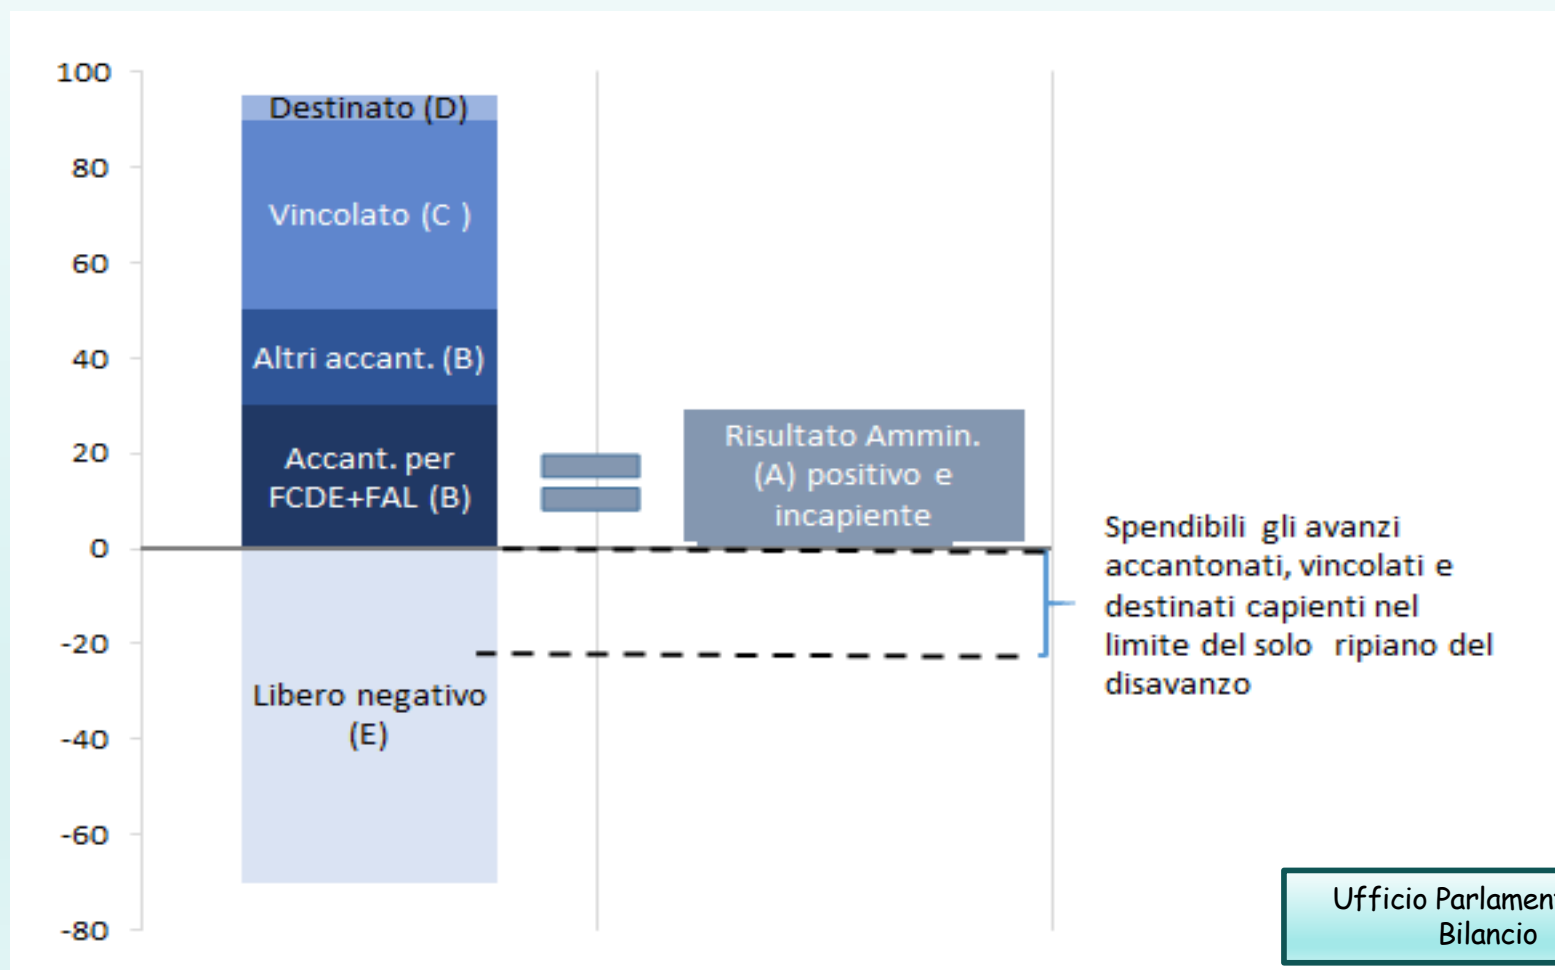 100
80
60
40
20
0
-20
-40
-60
-80
Destinato (D)
Vincolato (C )
Altri accant. (B)
Accant. per
FCDE+FAL (B)
Libero negativo
(E)
Risultato Ammin.
(A) positivo e
incapiente
Spendibili gli avanzi
accantonati, vincolati e
destinati capienti nel
limite del solo ripiano del
disavanzo
Ufficio
Bilancio